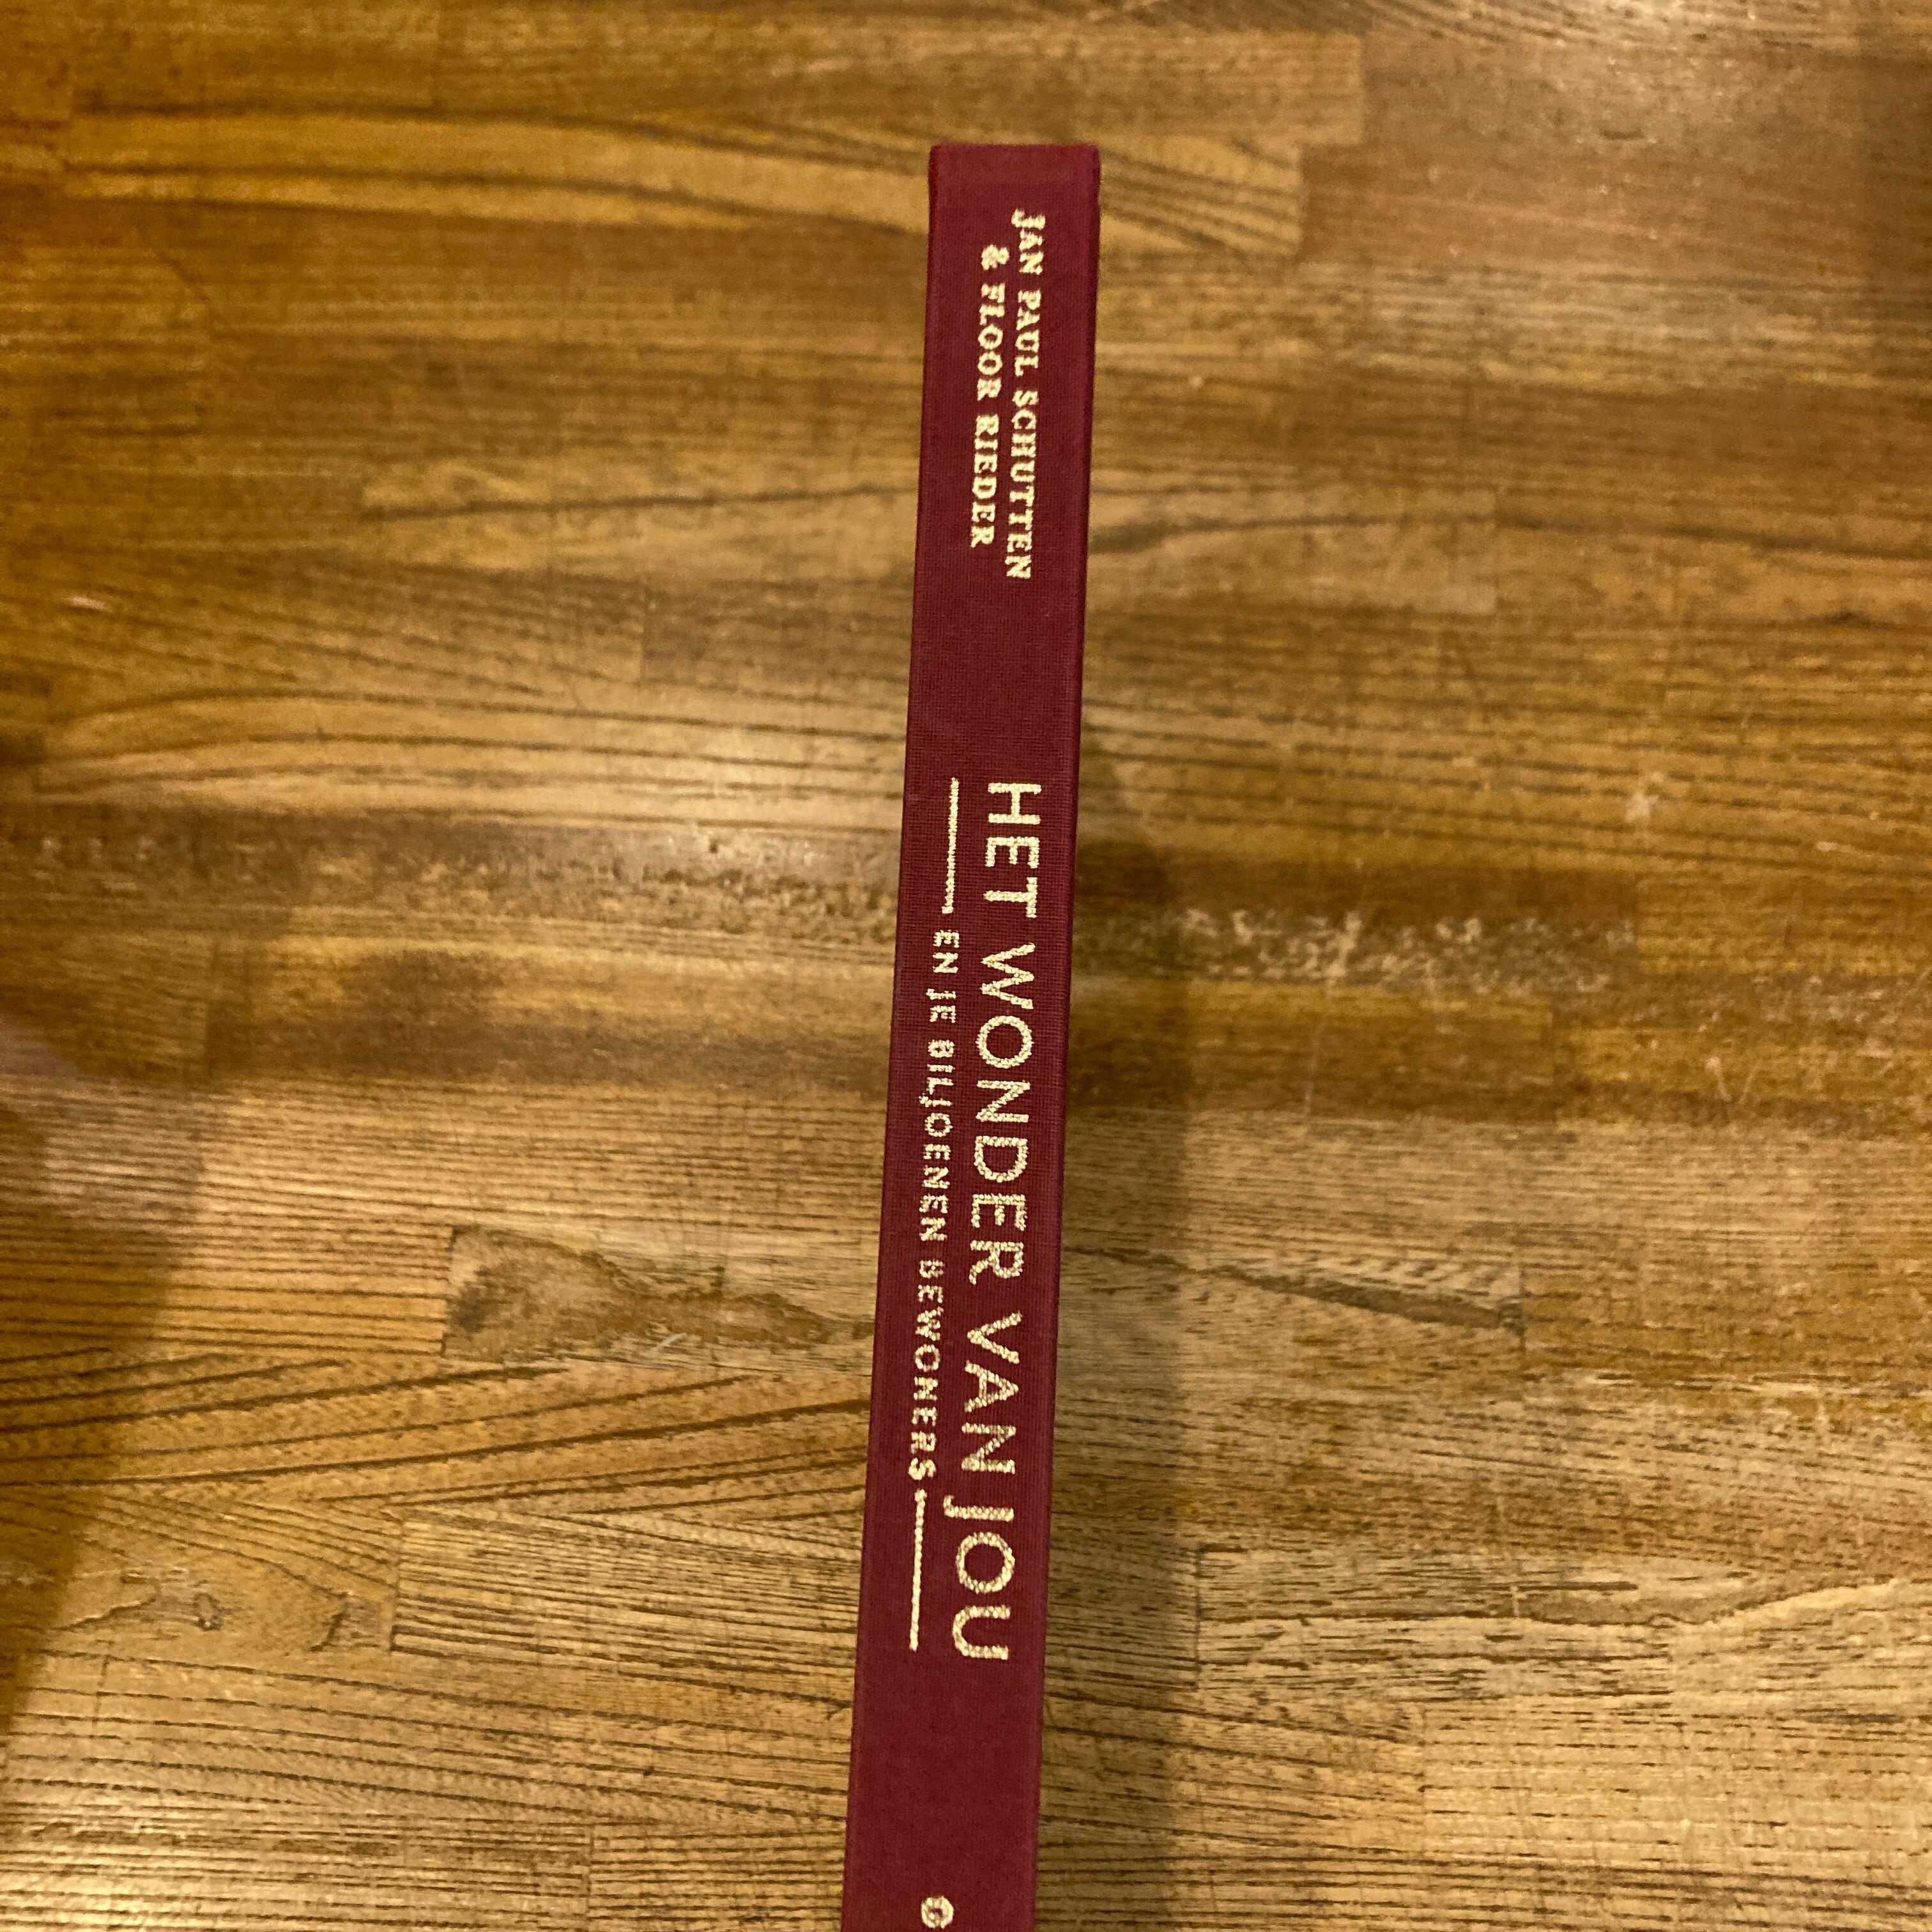 JAN PAUL SCHUTTEN
& FLOOR RIEDER
HET WONDER VAN JOU
EN JE BILJOENEN BEWONERS